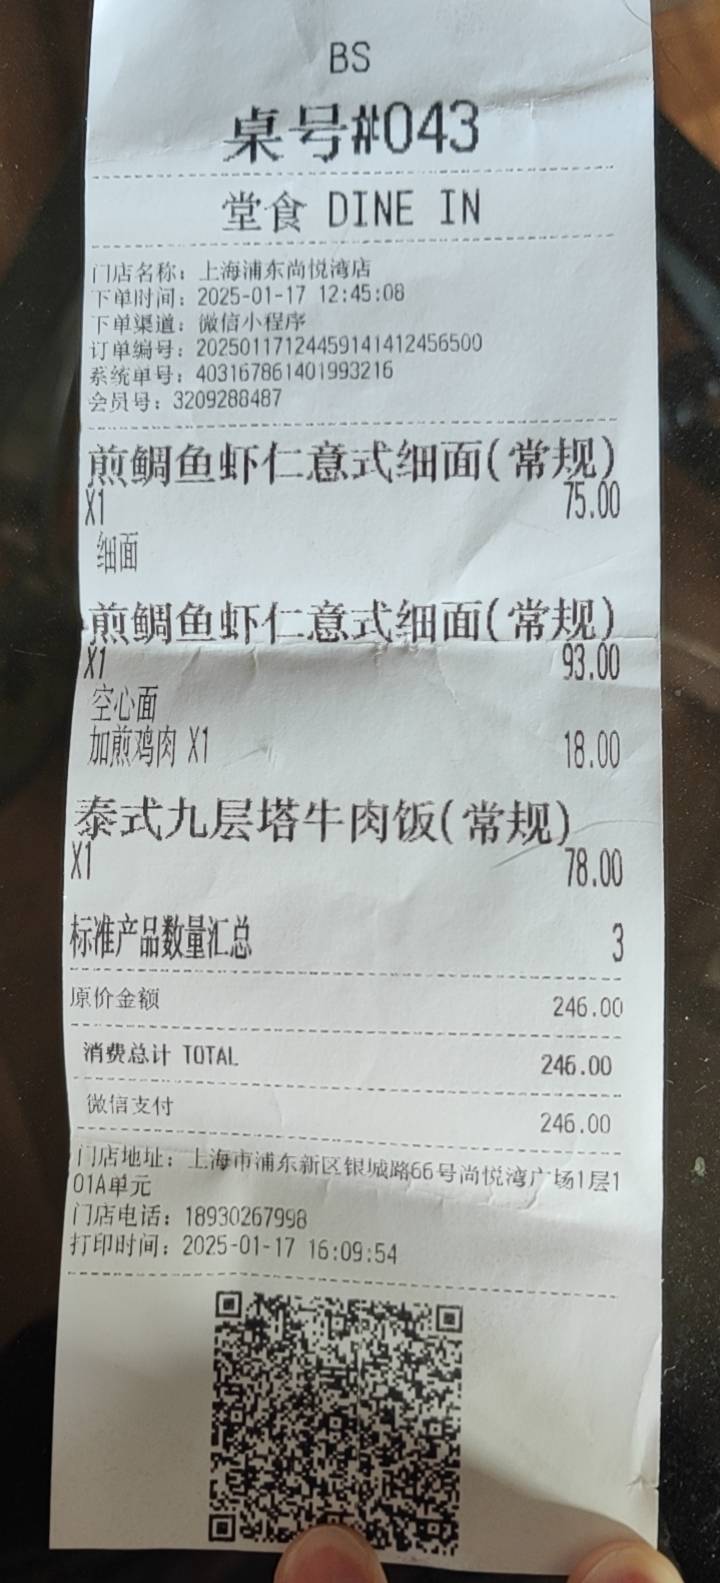 BS
桌号#043
堂食 DINE IN
门店名称：上海浦东尚悦湾店
下单时间：2025-01-17 12:45:08
下单渠道：微信小程序
订单编号：20250117124459141412456500
系统单号：403167861401993216
会员号：3209288487
煎鲷鱼虾仁意式细面(常规)
X1 75.00
细面
煎鲷鱼虾仁意式细面(常规)
X1 93.00
空心面
加煎鸡肉 X1 18.00
泰式九层塔牛肉饭(常规)
X1 78.00
标准产品数量汇总 3
原价金额 246.00
消费总计 TOTAL 246.00
微信支付 246.00
门店地址：上海市浦东新区银城路66号尚悦湾广场1层1
01A单元
门店电话：18930267998
打印时间：2025-01-17 16:09:54